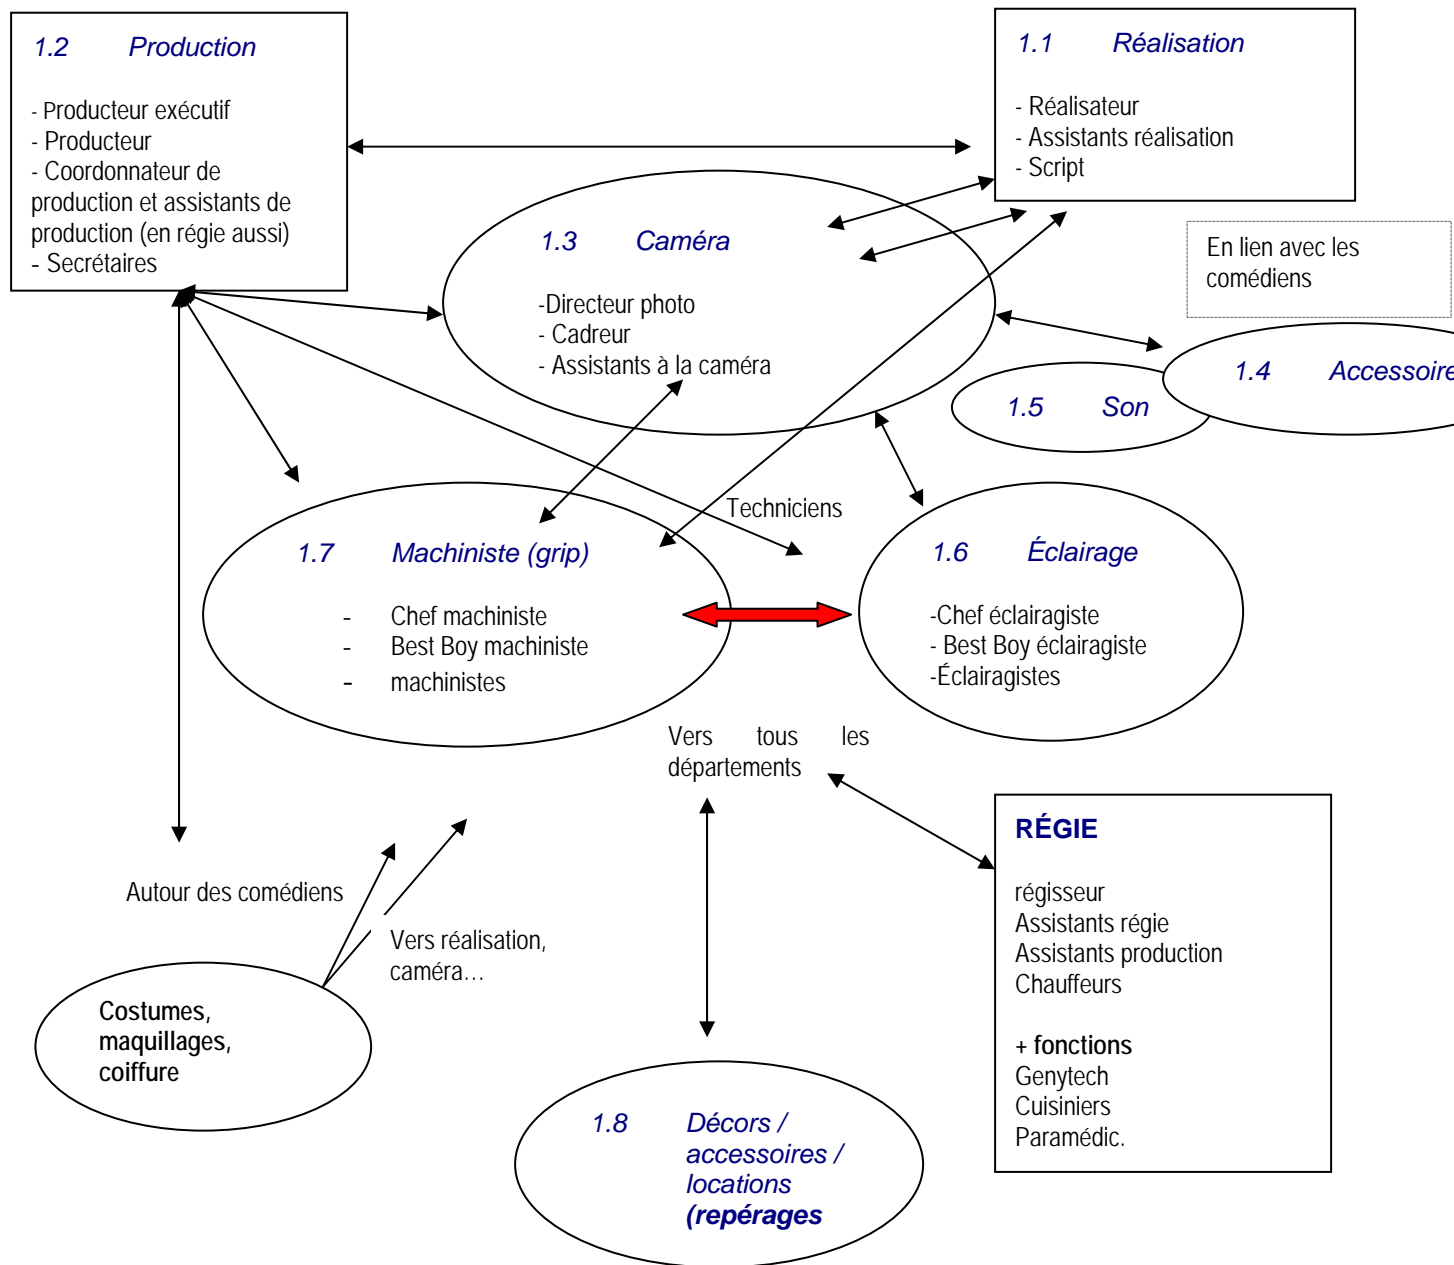 1.2 Production
- Producteur exécutif
- Producteur
- Coordonnateur de
production et assistants de
production (en régie aussi)
- Secrétaires
1.1 Réalisation
- Réalisateur
- Assistants réalisation
- Script
1.3 Caméra
-Directeur photo
- Cadreur
- Assistants à la caméra
En lien avec les
comédiens
1.4 Accessoire
1.5 Son
Techniciens
1.7 Machiniste (grip)
- Chef machiniste
- Best Boy machiniste
- machinistes
1.6 Éclairage
-Chef éclairagiste
- Best Boy éclairagiste
-Éclairagistes
Vers tous les
départements
RÉGIE
régisseur
Assistants régie
Assistants production
Chauffeurs
+ fonctions
Genytech
Cuisiniers
Paramédic.
Autour des comédiens
Vers réalisation,
caméra…
Costumes,
maquillages,
coiffure
1.8 Décors /
accessoires /
locations
(repérages